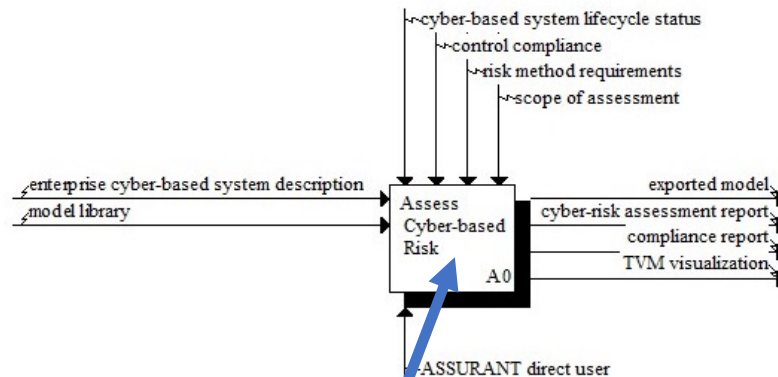 cyber-based system lifecycle status
control compliance
risk method requirements
scope of assessment
enterprise cyber-based system description
model library
Assess
Cyber-based
Risk
A0
exported model
cyber-risk assessment report
compliance report
TVM visualization
ASSURANT direct user